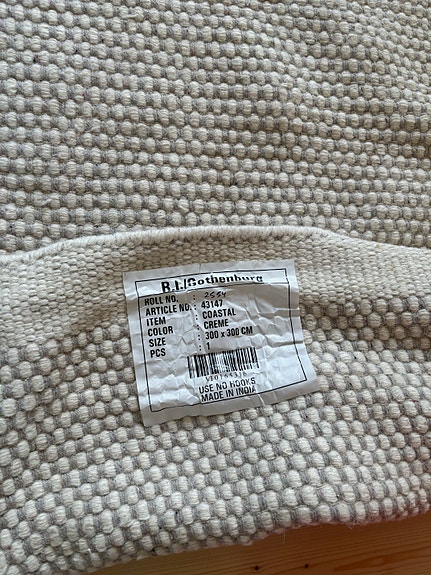 R.I./Gothenburg
ROLL NO. : 2554
ARTICLE NO. : 43147
ITEM : COASTAL
COLOR : CREME
SIZE : 300 x 300 CM
PCS : 1
USE NO HOOKS
MADE IN INDIA